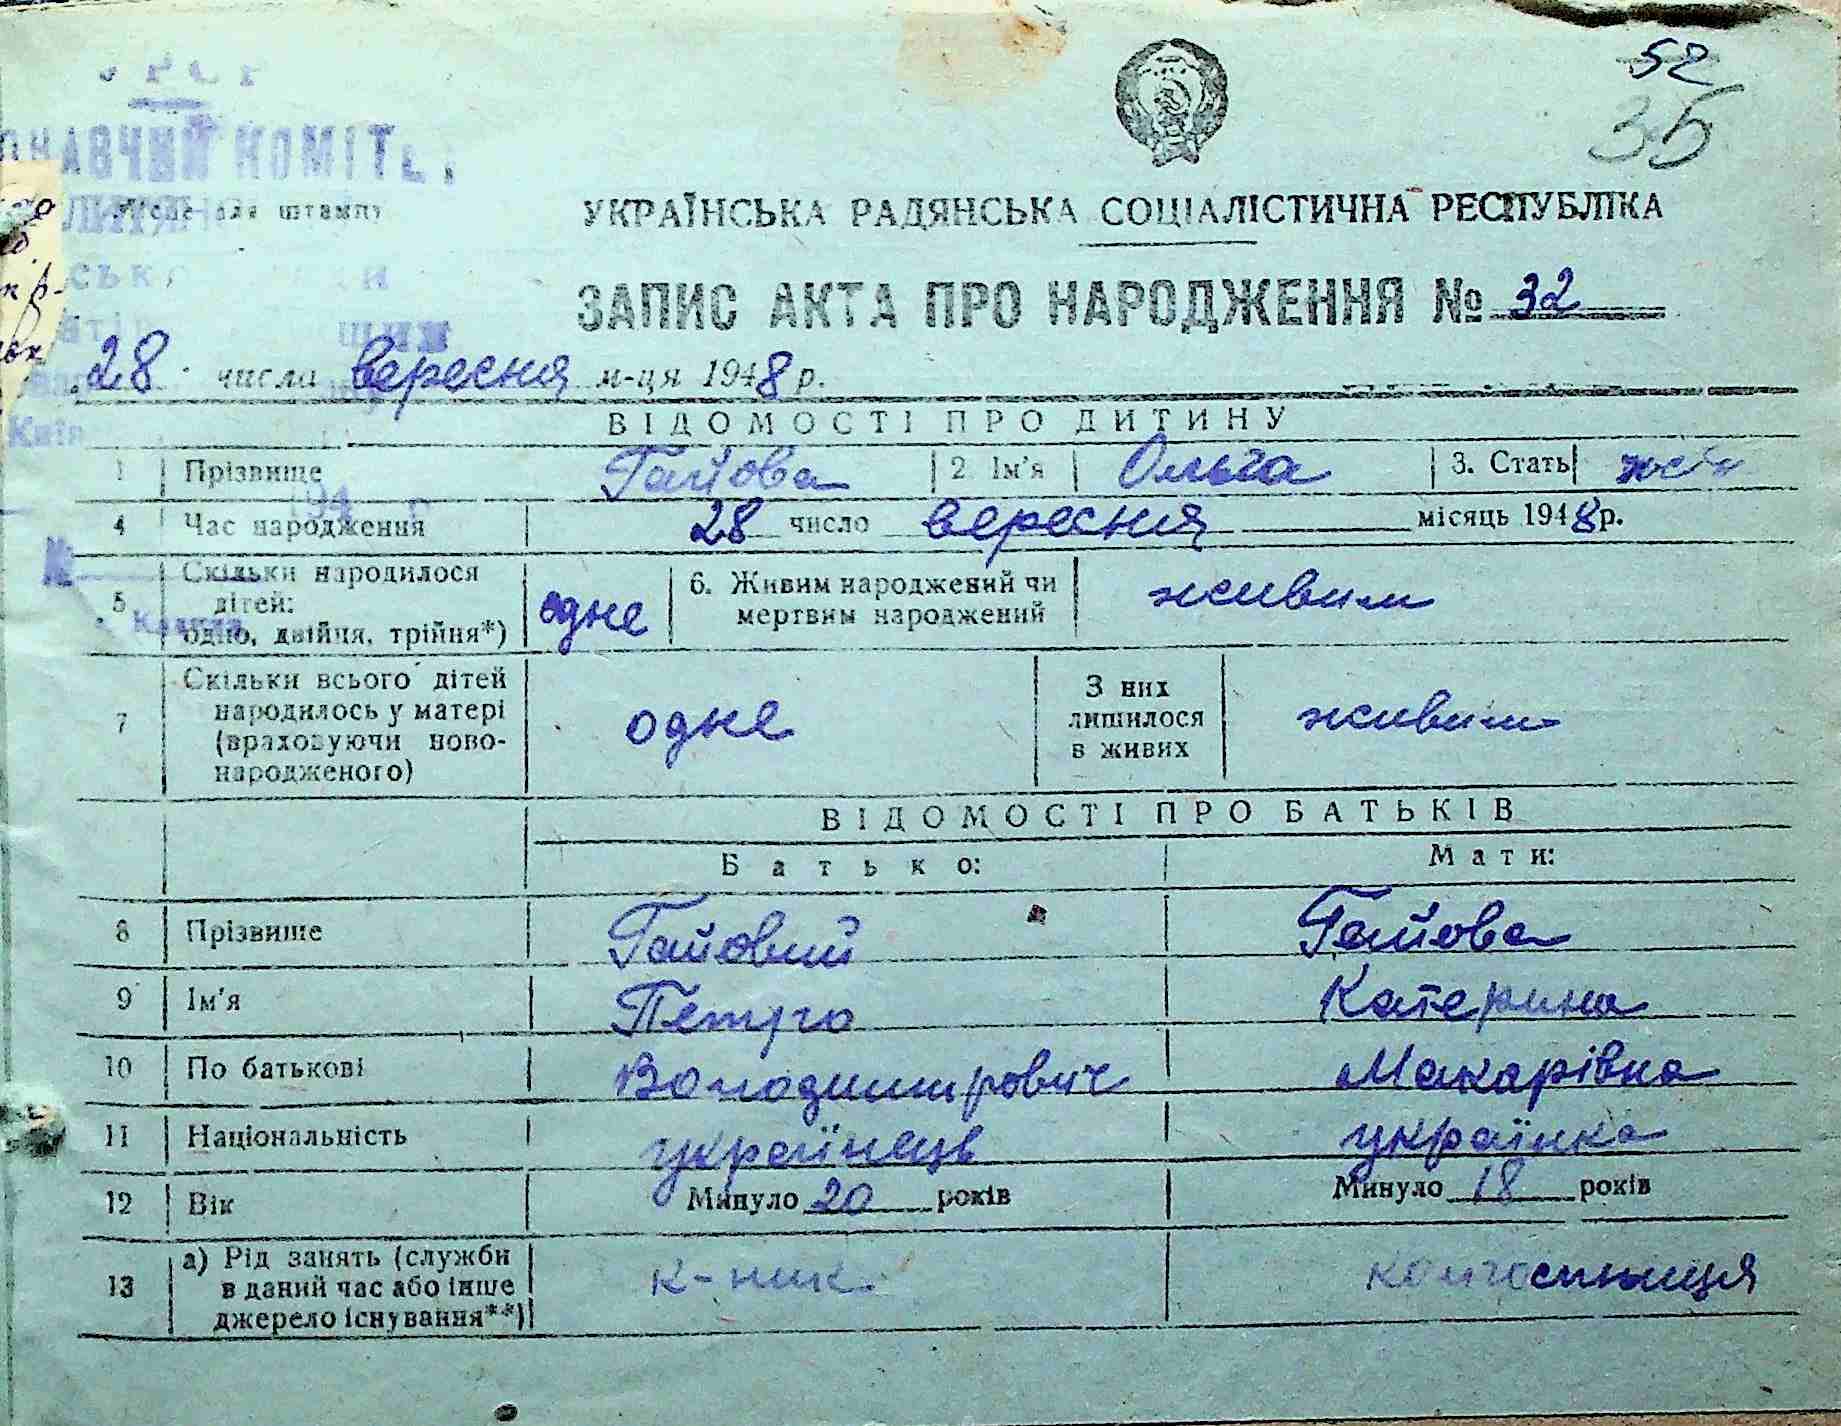 52
35
УРСР
ОНАВЧИЙ КОМІТЕ
Місце для штампу
УКРАЇНСЬКА РАДЯНСЬКА СОЦІАЛІСТИЧНА РЕСПУБЛІКА
ЗАПИС АКТА ПРО НАРОДЖЕННЯ № 32
28 числа вересня м-ця 1948 р.
Київ
ВІДОМОСТІ ПРО ДИТИНУ
1 Прізвище Гайова 2. Ім'я Ольга 3. Стать жін
4 Час народження 28 число вересня місяць 1948 р.
5 Скільки народилося дітей: одно, двійня, трійня*) одне 6. Живим народжений чи мертвим народжений живим
7 Скільки всього дітей народилось у матері (враховуючи новонародженого) одне З них лишилося в живих живим
ВІДОМОСТІ ПРО БАТЬКІВ
Батько: Мати:
8 Прізвище Гайовий Гайова
9 Ім'я Петро Катерина
10 По батькові Володимирович Макарівна
11 Національність українець українка
12 Вік Минуло 20 років Минуло 18 років
13 а) Рід занять (служби в даний час або інше джерело існування**) к-ник колгоспниця